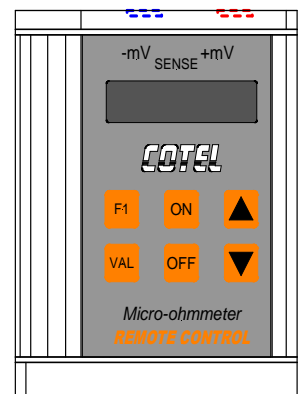 -mV SENSE +mV
COTEL
F1 ON
VAL OFF
Micro-ohmmeter
REMOTE CONTROL